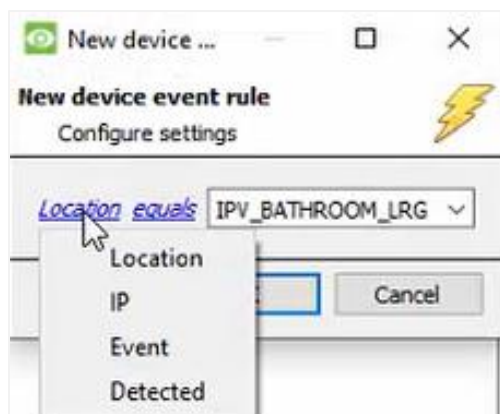 New device ...
New device event rule
Configure settings
Location equals IPV_BATHROOM_LRG
Location
IP
Event
Detected
Cancel